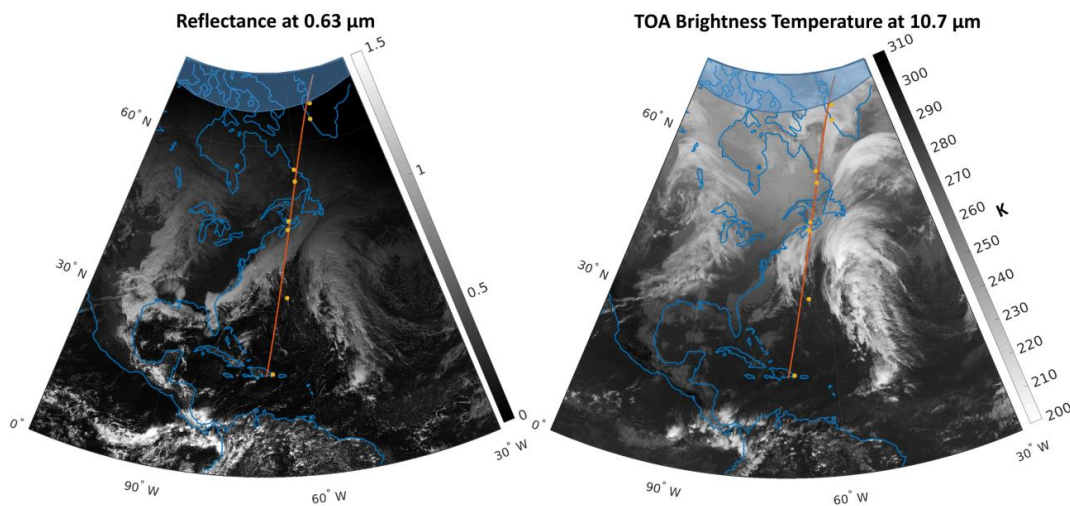 Reflectance at 0.63 µm
1.5
1
0.5
0
60° N
30° N
0°
90° W
60° W
30° W
TOA Brightness Temperature at 10.7 µm
310
300
290
280
270
260
250
240
230
220
210
200
K
60° N
30° N
0°
90° W
60° W
30° W